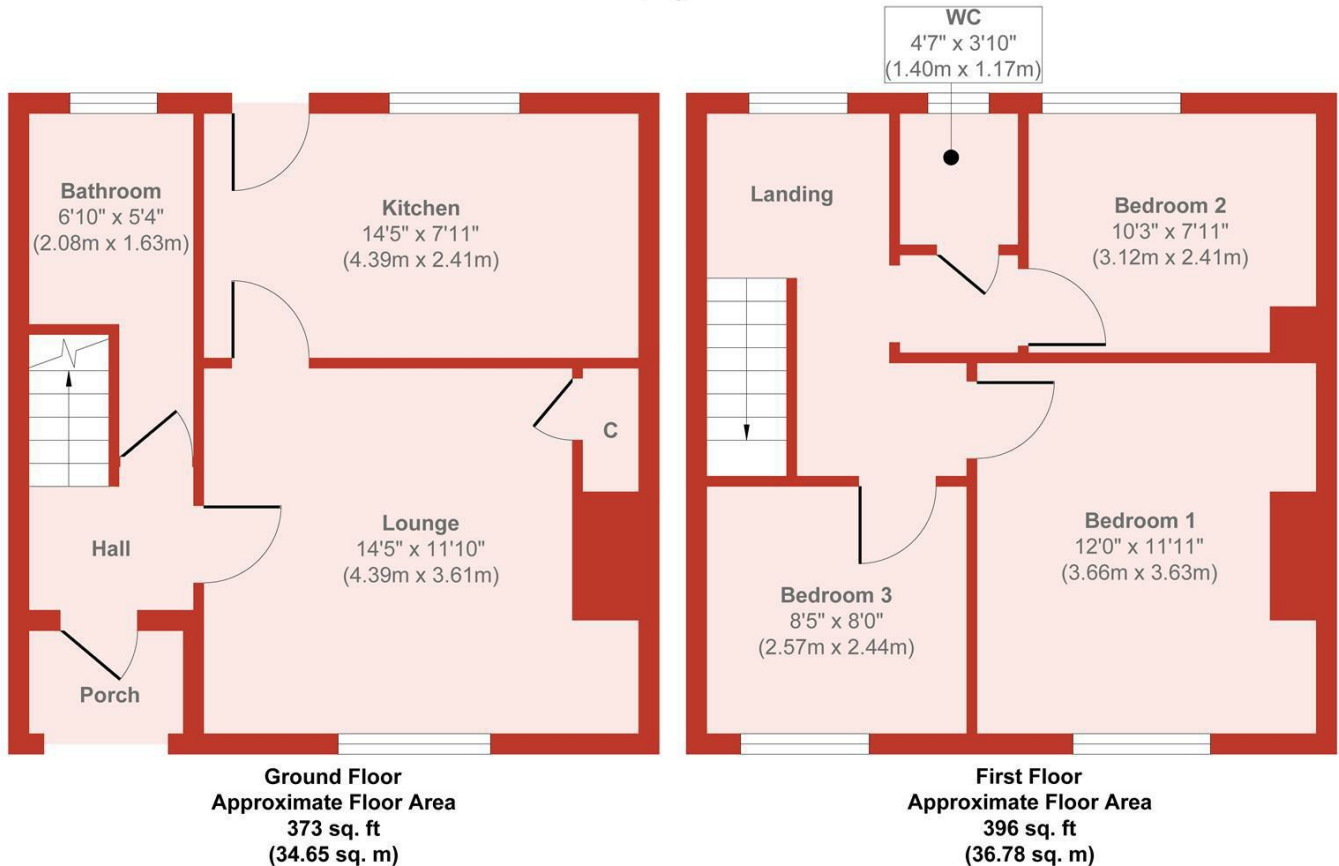 WC
4'7" x 3'10"
(1.40m x 1.17m)
Bathroom
6'10" x 5'4"
(2.08m x 1.63m)
Kitchen
14'5" x 7'11"
(4.39m x 2.41m)
Landing
Bedroom 2
10'3" x 7'11"
(3.12m x 2.41m)
C
Lounge
14'5" x 11'10"
(4.39m x 3.61m)
Hall
Bedroom 1
12'0" x 11'11"
(3.66m x 3.63m)
Bedroom 3
8'5" x 8'0"
(2.57m x 2.44m)
Porch
Ground Floor
Approximate Floor Area
373 sq. ft
(34.65 sq. m)
First Floor
Approximate Floor Area
396 sq. ft
(36.78 sq. m)